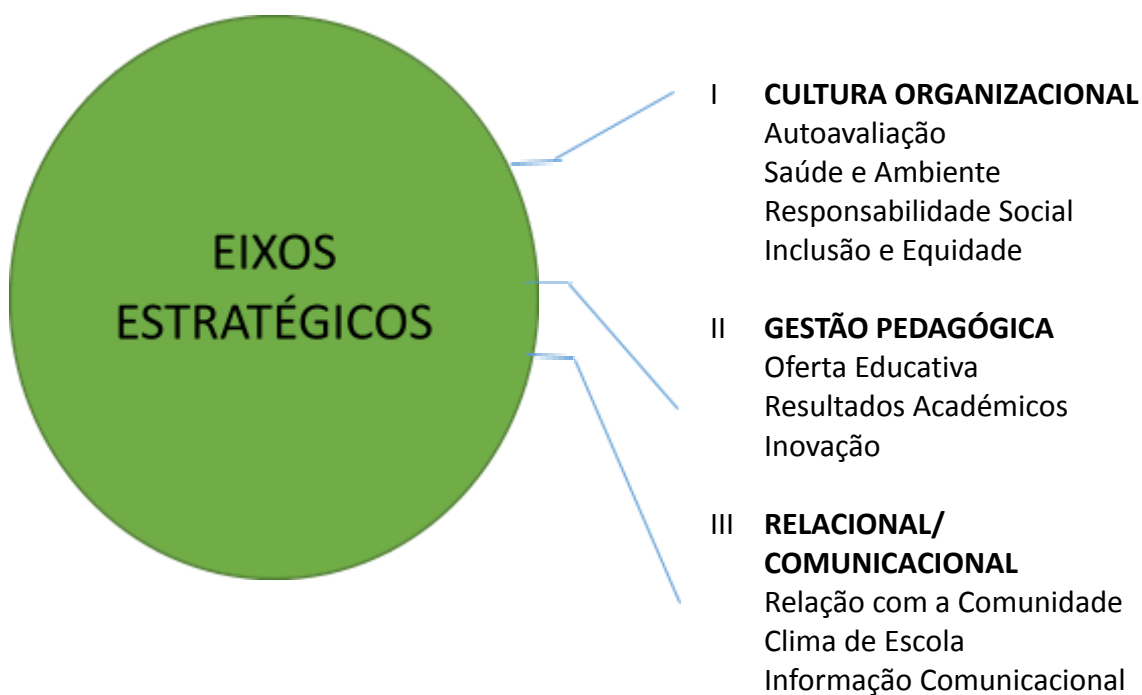 EIXOS
ESTRATÉGICOS
I CULTURA ORGANIZACIONAL
Autoavaliação
Saúde e Ambiente
Responsabilidade Social
Inclusão e Equidade
II GESTÃO PEDAGÓGICA
Oferta Educativa
Resultados Académicos
Inovação
III RELACIONAL/
COMUNICACIONAL
Relação com a Comunidade
Clima de Escola
Informação Comunicacional